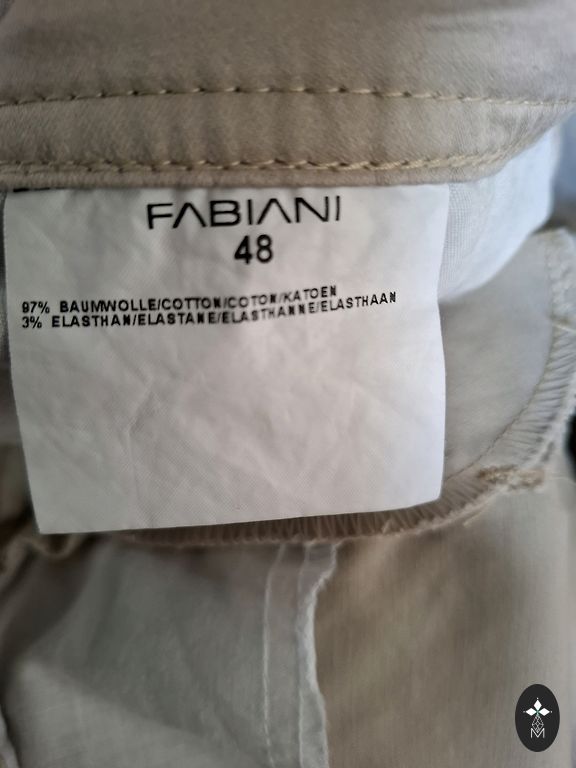 FABIANI
48
97% BAUMWOLLE/COTTON/COTON/KATOEN
3% ELASTHAN/ELASTANE/ELASTHANNE/ELASTHAAN
M